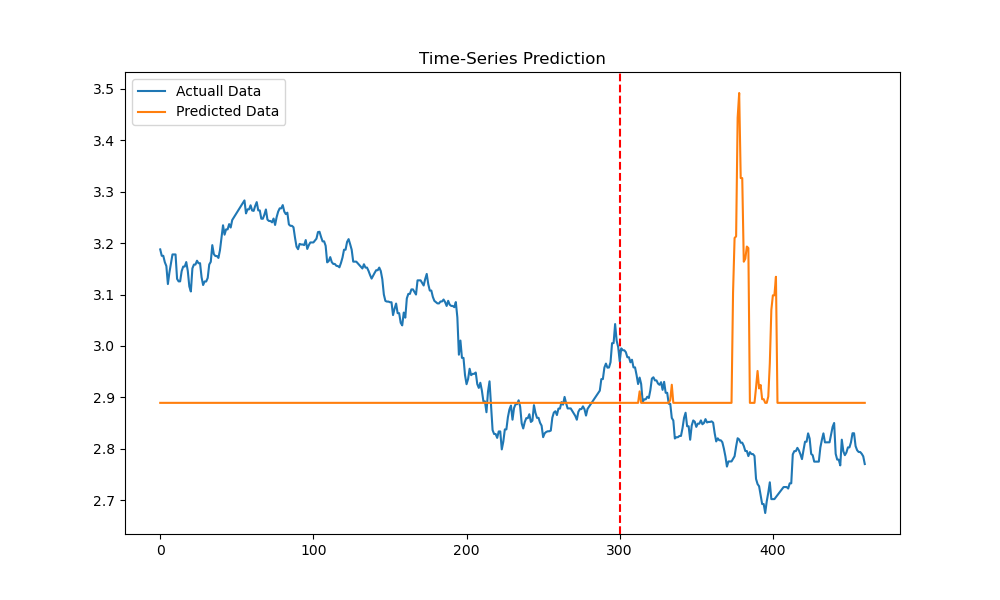 Time-Series Prediction
Actuall Data
Predicted Data
3.5
3.4
3.3
3.2
3.1
3.0
2.9
2.8
2.7
0 100 200 300 400